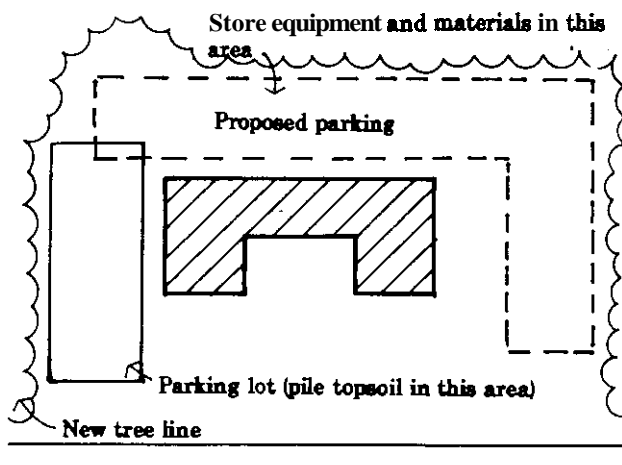 Store equipment and materials in this
area
Proposed parking
Parking lot (pile topsoil in this area)
New tree line